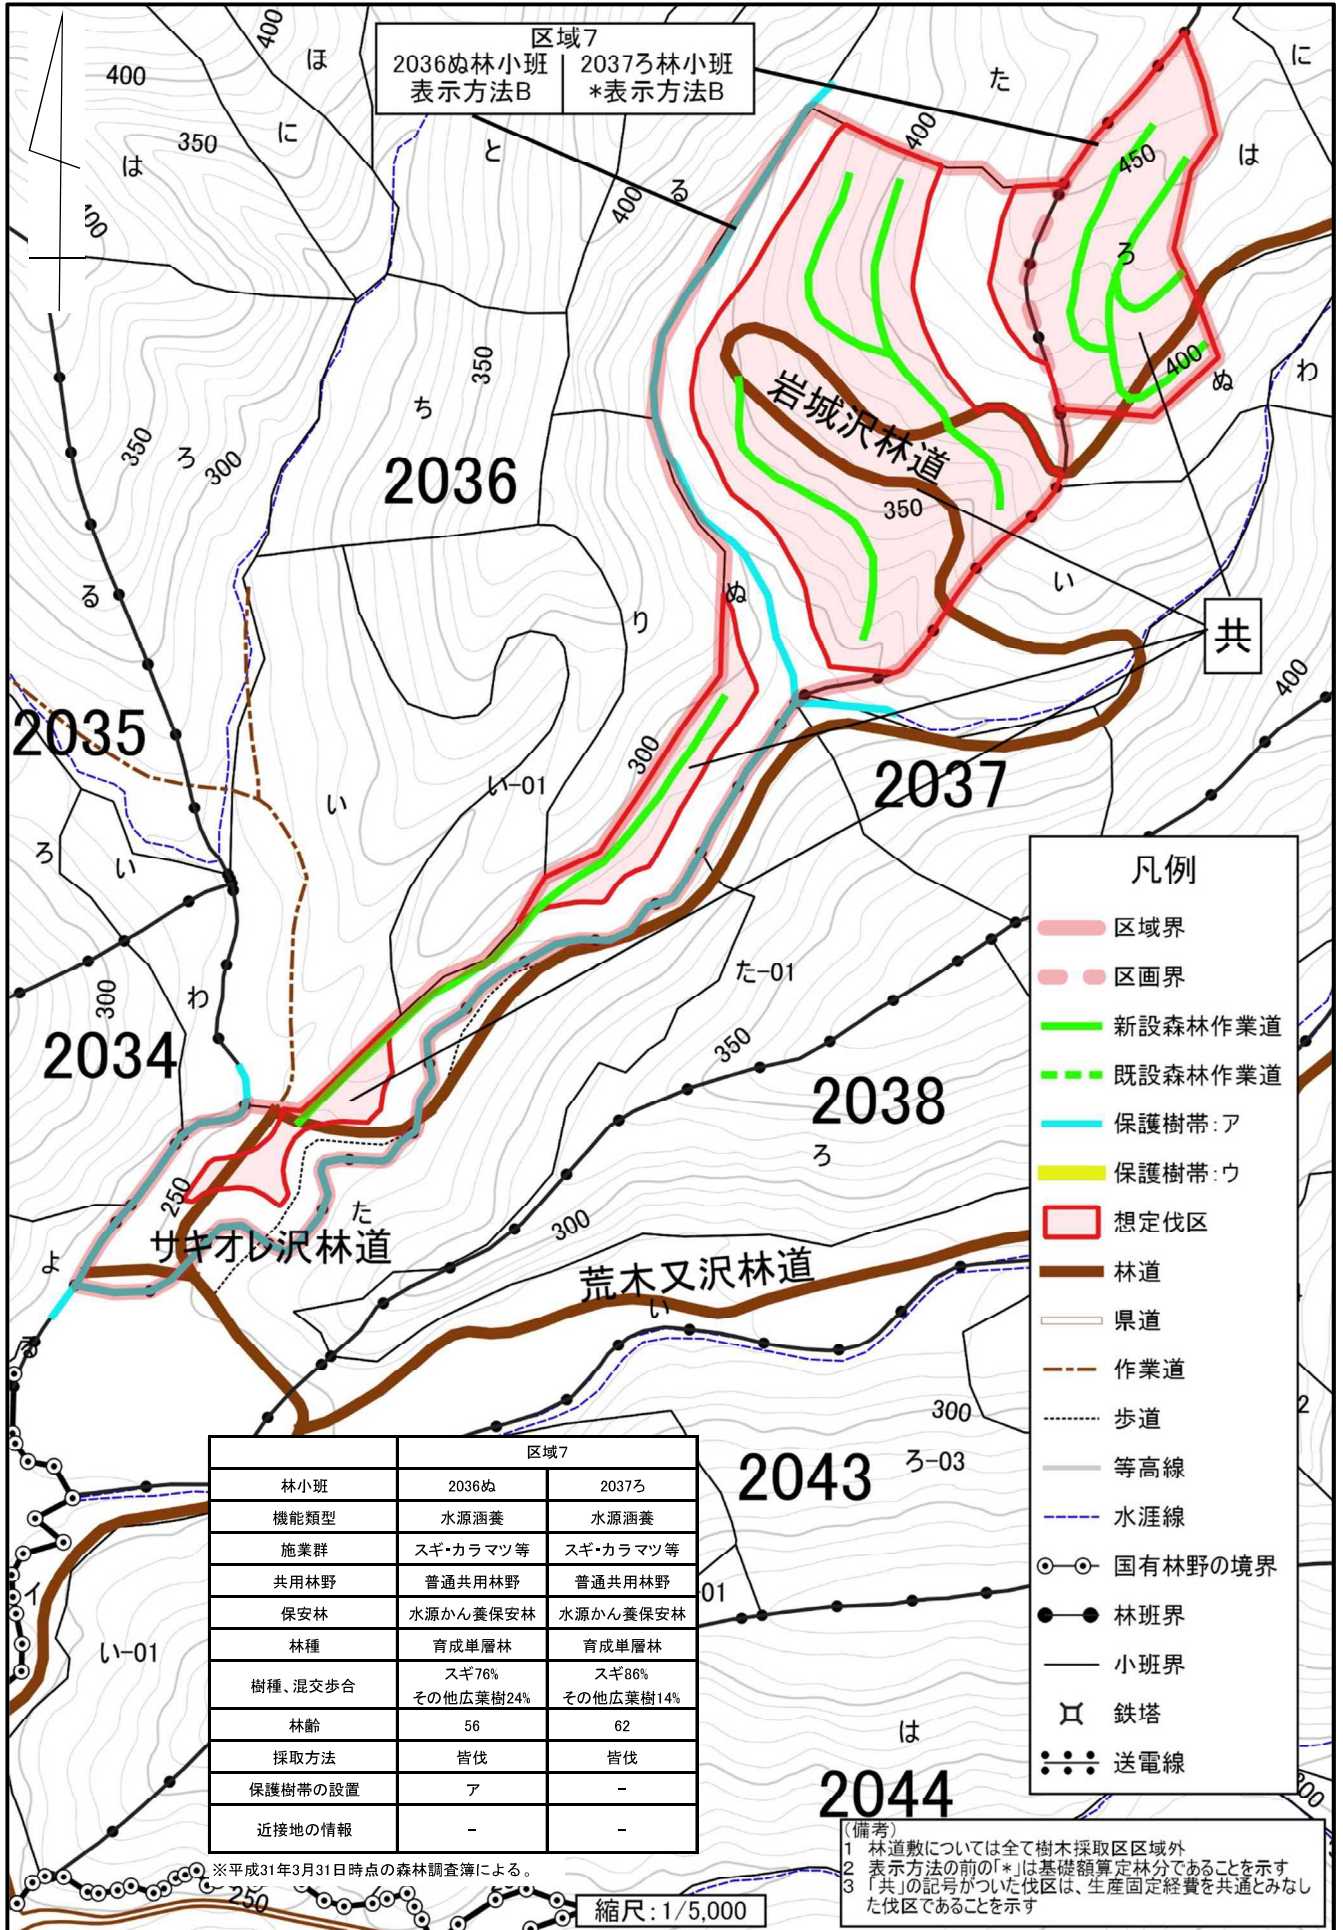 区域7
2036ぬ林小班 2037ろ林小班
表示方法B *表示方法B
400
ほ
400
に
350
は
に
400
と
400
る
た
400
450
は
ろ
400
ぬ
わ
350
ち
350
ろ
300
2036
岩城沢林道
350
い
共
る
ぬ
り
400
2035
300
い-01
2037
い
ろ
い
300
わ
た-01
2034
350
2038
ろ
250
た
300
サキオレ沢林道
よ
荒木又沢林道
い
る
300
2043
ろ-03
01
イ
い-01
は
2044
250
凡例
区域界
区画界
新設森林作業道
既設森林作業道
保護樹帯:ア
保護樹帯:ウ
想定伐区
林道
県道
作業道
歩道
等高線
水涯線
国有林野の境界
林班界
小班界
鉄塔
送電線
区域7
林小班 2036ぬ 2037ろ
機能類型 水源涵養 水源涵養
施業群 スギ・カラマツ等 スギ・カラマツ等
共用林野 普通共用林野 普通共用林野
保安林 水源かん養保安林 水源かん養保安林
林種 育成単層林 育成単層林
樹種、混交歩合 スギ76% スギ86%
その他広葉樹24% その他広葉樹14%
林齢 56 62
採取方法 皆伐 皆伐
保護樹帯の設置 ア -
近接地の情報 - -
※平成31年3月31日時点の森林調査簿による。
縮尺:1/5,000
(備考)
1 林道敷については全て樹木採取区区域外
2 表示方法の前の「*」は基礎額算定林分であることを示す
3 「共」の記号がついた伐区は、生産固定経費を共通とみなし
た伐区であることを示す